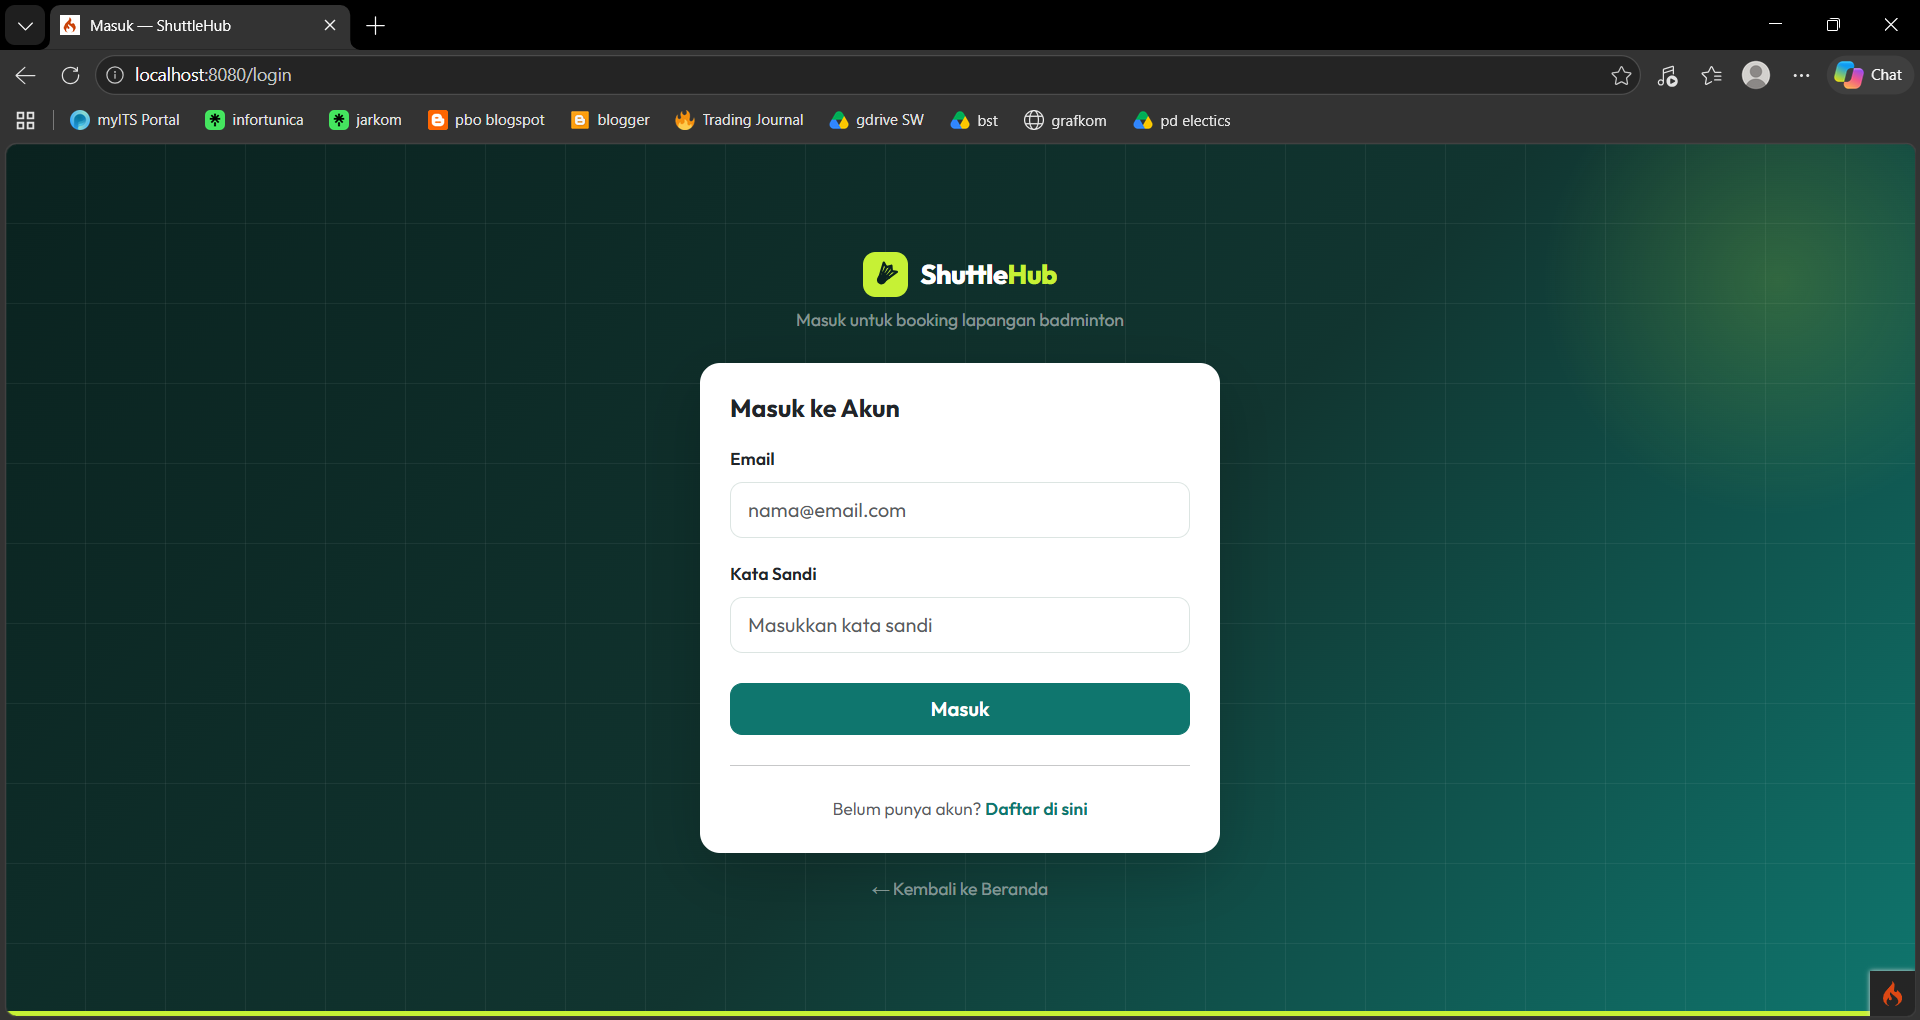 Masuk — ShuttleHub
localhost:8080/login
Chat
myITS Portal
infortunica
jarkom
pbo blogspot
blogger
Trading Journal
gdrive SW
bst
grafkom
pd electics
ShuttleHub
Masuk untuk booking lapangan badminton
Masuk ke Akun
Email
nama@email.com
Kata Sandi
Masukkan kata sandi
Masuk
Belum punya akun? Daftar di sini
← Kembali ke Beranda